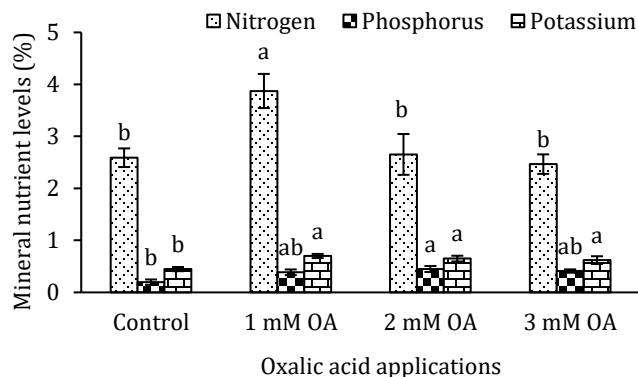 Nitrogen Phosphorus Potassium
Mineral nutrient levels (%)
5
4
3
2
1
0
b
b
b
a
ab
a
b
a
a
b
ab
a
Control 1 mM OA 2 mM OA 3 mM OA
Oxalic acid applications